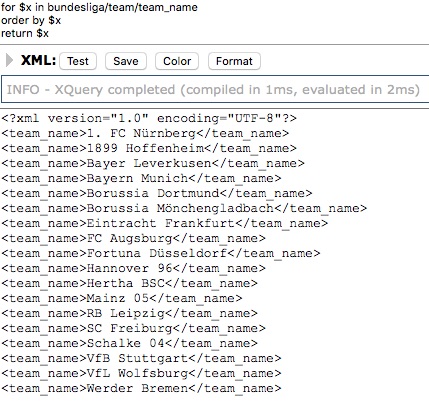 for $x in bundesliga/team/team_name
order by $x
return $x
XML: Test Save Color Format
INFO - XQuery completed (compiled in 1ms, evaluated in 2ms)
<?xml version="1.0" encoding="UTF-8"?>
<team_name>1. FC Nürnberg</team_name>
<team_name>1899 Hoffenheim</team_name>
<team_name>Bayer Leverkusen</team_name>
<team_name>Bayern Munich</team_name>
<team_name>Borussia Dortmund</team_name>
<team_name>Borussia Mönchengladbach</team_name>
<team_name>Eintracht Frankfurt</team_name>
<team_name>FC Augsburg</team_name>
<team_name>Fortuna Düsseldorf</team_name>
<team_name>Hannover 96</team_name>
<team_name>Hertha BSC</team_name>
<team_name>Mainz 05</team_name>
<team_name>RB Leipzig</team_name>
<team_name>SC Freiburg</team_name>
<team_name>Schalke 04</team_name>
<team_name>VfB Stuttgart</team_name>
<team_name>VfL Wolfsburg</team_name>
<team_name>Werder Bremen</team_name>